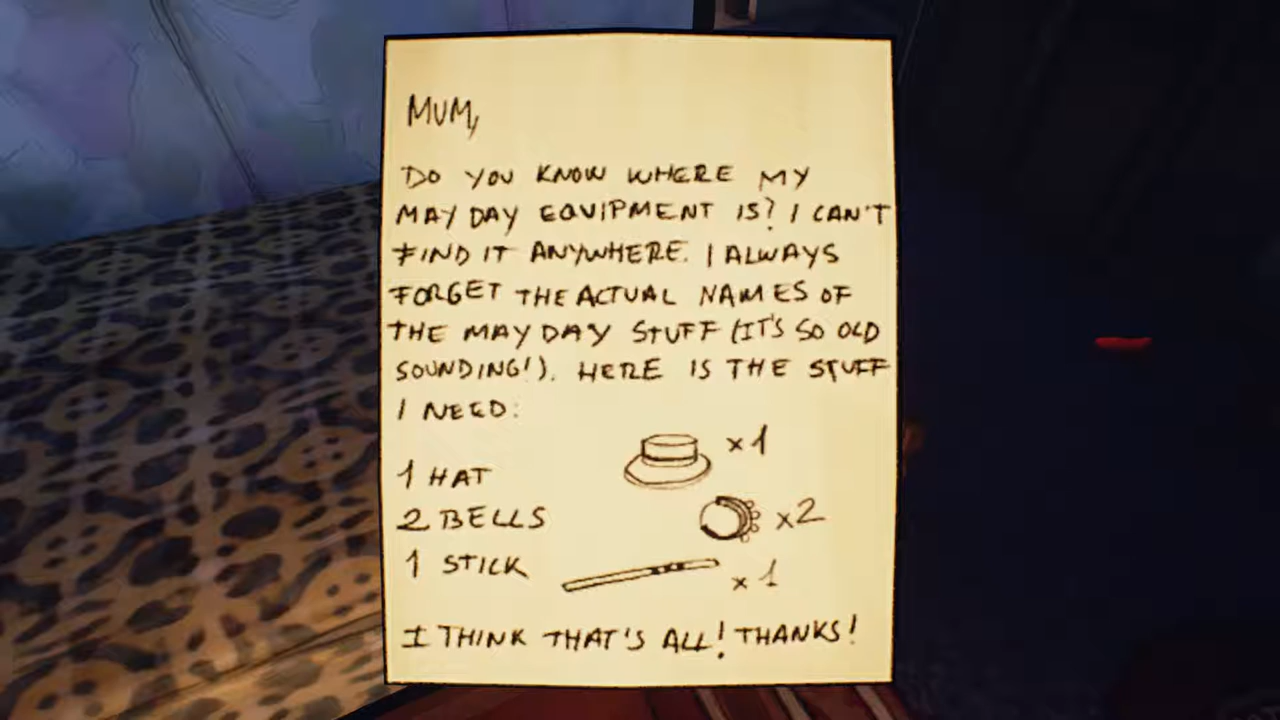 MUM,
DO YOU KNOW WHERE MY
MAY DAY EQUIPMENT IS? I CAN'T
FIND IT ANYWHERE. I ALWAYS
FORGET THE ACTUAL NAMES OF
THE MAY DAY STUFF (IT'S SO OLD
SOUNDING!). HERE IS THE STUFF
I NEED:
x1
1 HAT
2 BELLS x2
1 STICK x1
I THINK THAT'S ALL! THANKS!